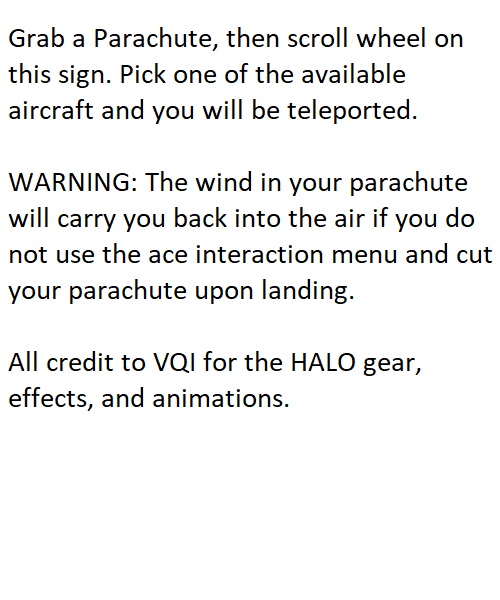 Grab a Parachute, then scroll wheel on
this sign. Pick one of the available
aircraft and you will be teleported.
WARNING: The wind in your parachute
will carry you back into the air if you do
not use the ace interaction menu and cut
your parachute upon landing.
All credit to VQI for the HALO gear,
effects, and animations.